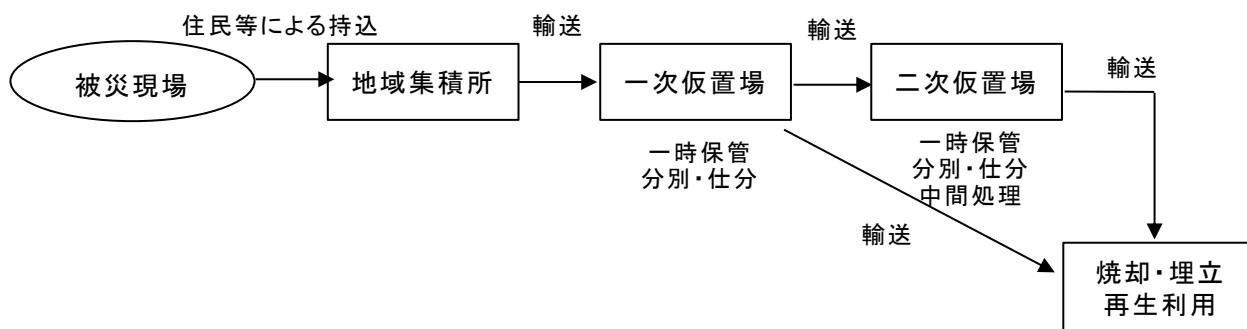 住民等による持込
輸送
輸送
輸送
被災現場
地域集積所
一次仮置場
二次仮置場
一時保管
分別・仕分
一時保管
分別・仕分
中間処理
輸送
焼却・埋立
再生利用